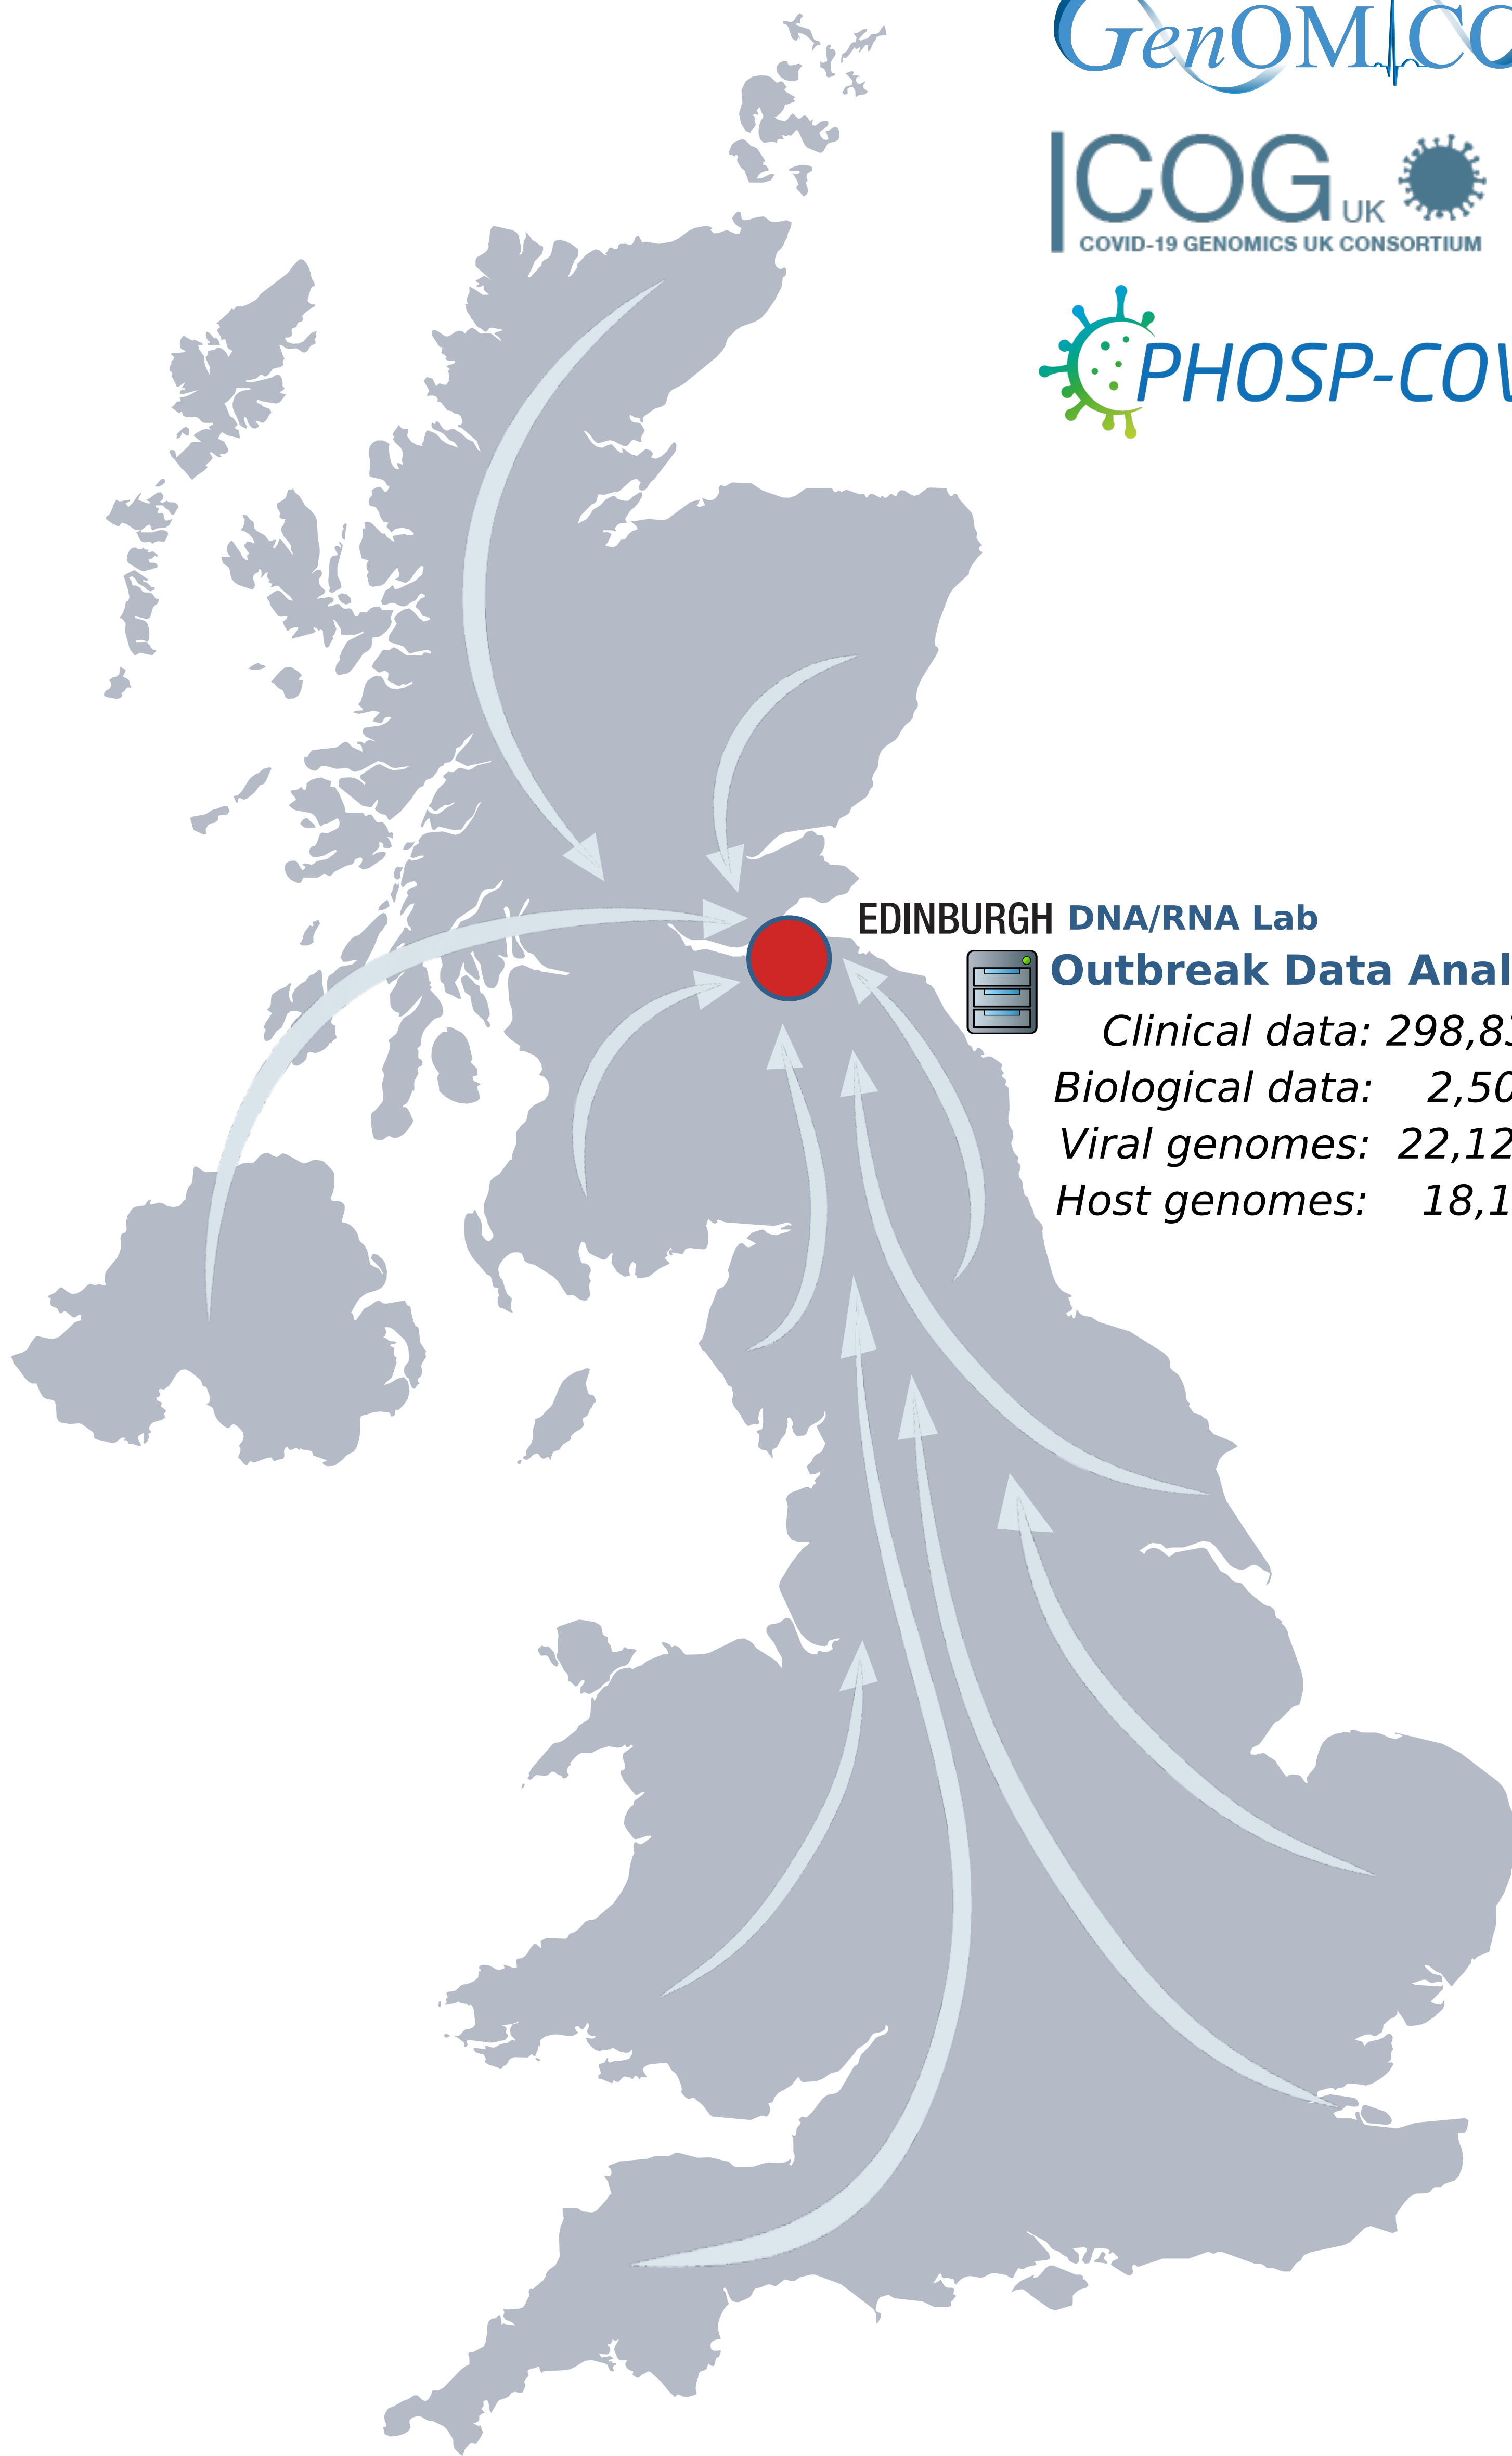 GenOMICC
COG UK
COVID-19 GENOMICS UK CONSORTIUM
PHOSP-COV
EDINBURGH DNA/RNA Lab
Outbreak Data Anal
Clinical data: 298,83
Biological data: 2,50
Viral genomes: 22,12
Host genomes: 18,1